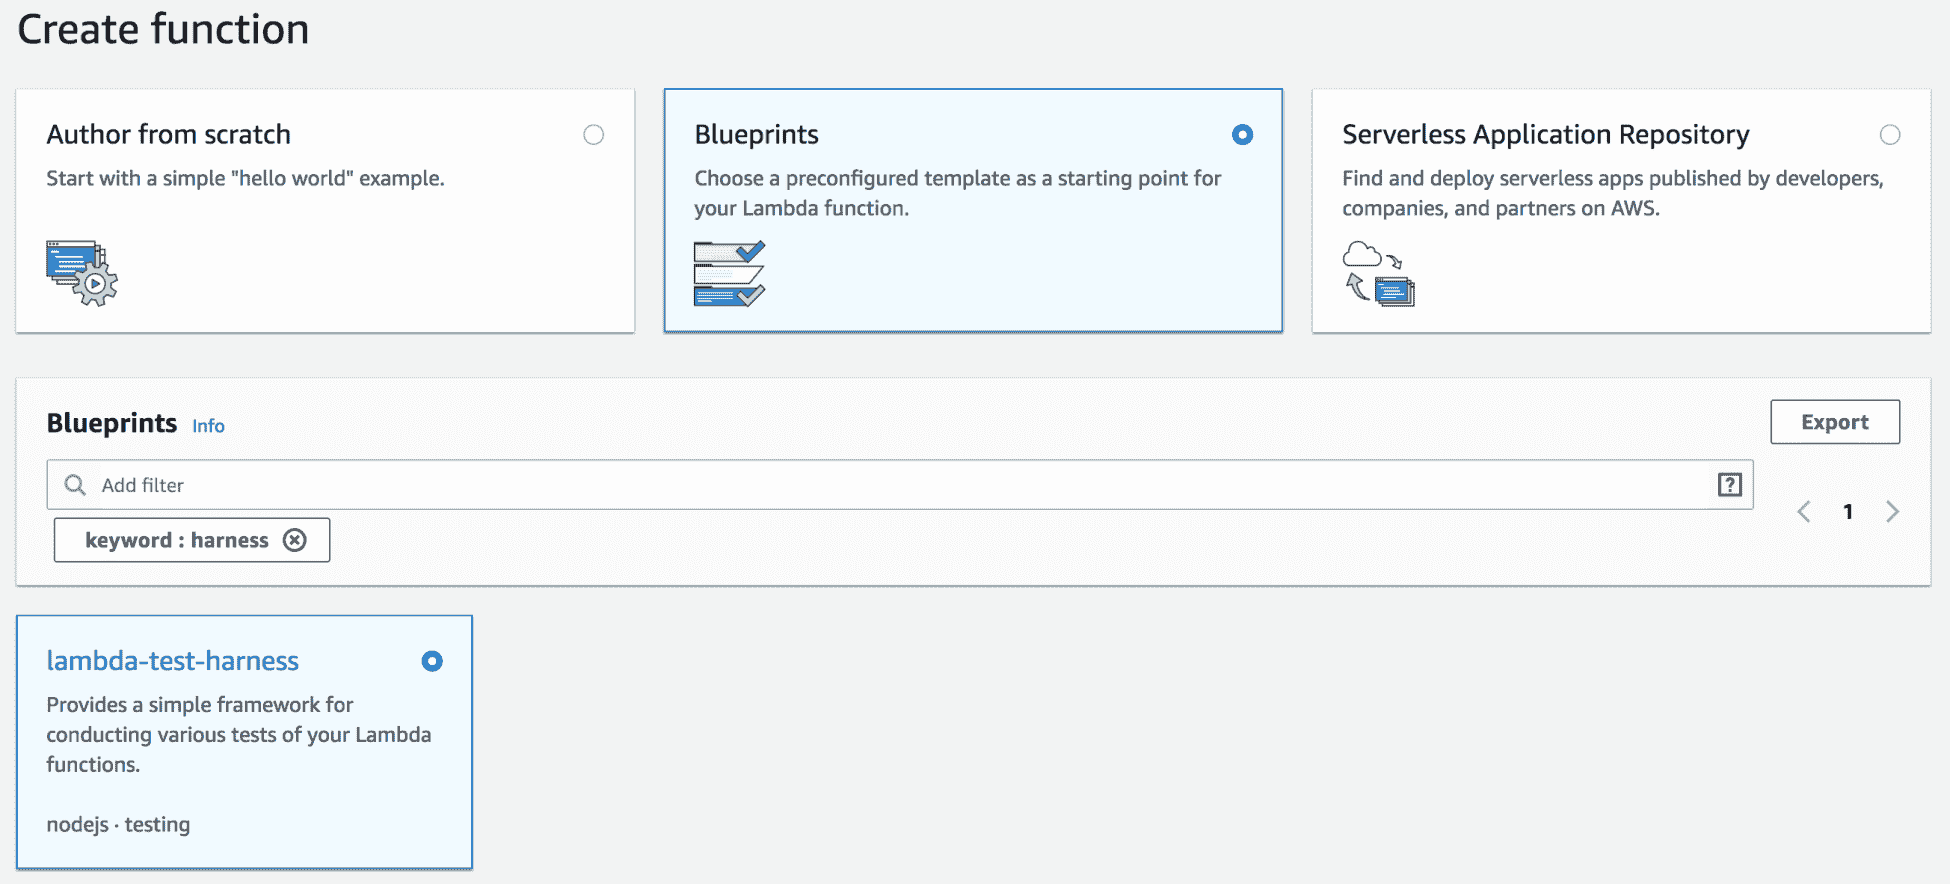 Create function
Author from scratch
Start with a simple "hello world" example.
Blueprints
Choose a preconfigured template as a starting point for
your Lambda function.
Serverless Application Repository
Find and deploy serverless apps published by developers,
companies, and partners on AWS.
Blueprints Info
Export
Add filter
?
keyword : harness
1
lambda-test-harness
Provides a simple framework for
conducting various tests of your Lambda
functions.
nodejs · testing